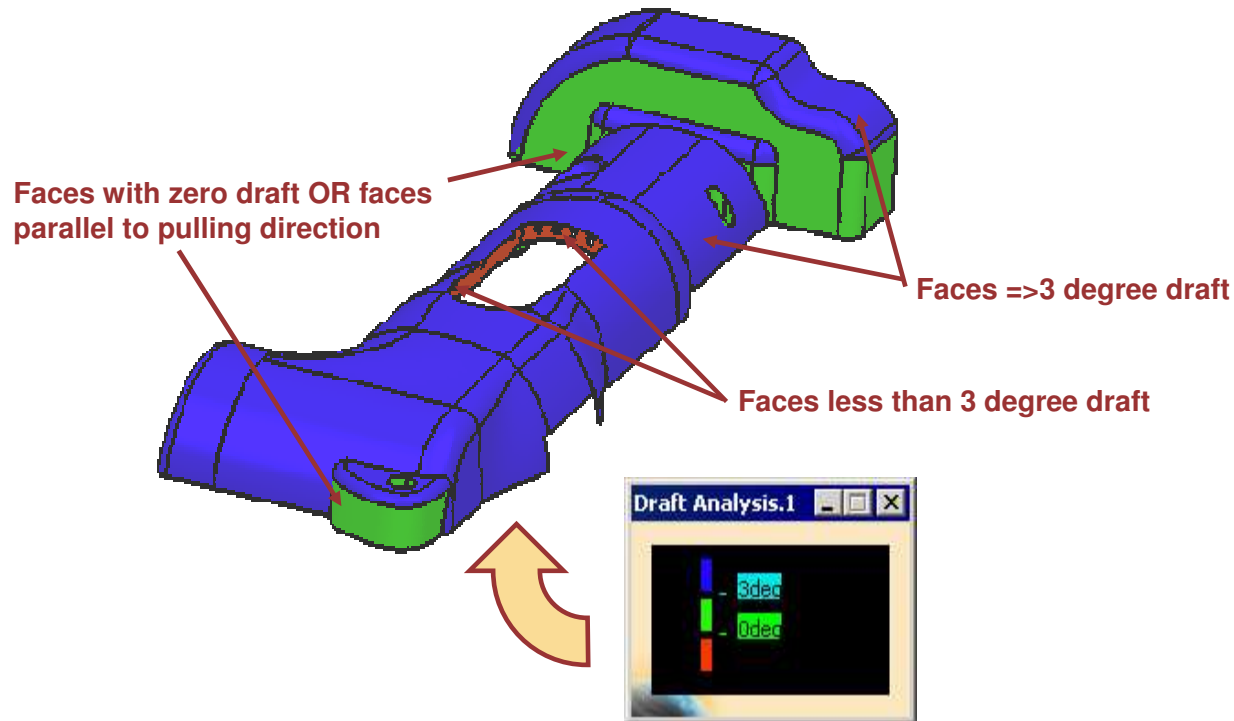 Faces with zero draft OR faces
parallel to pulling direction
Faces =>3 degree draft
Faces less than 3 degree draft
Draft Analysis.1
3deg
0deg